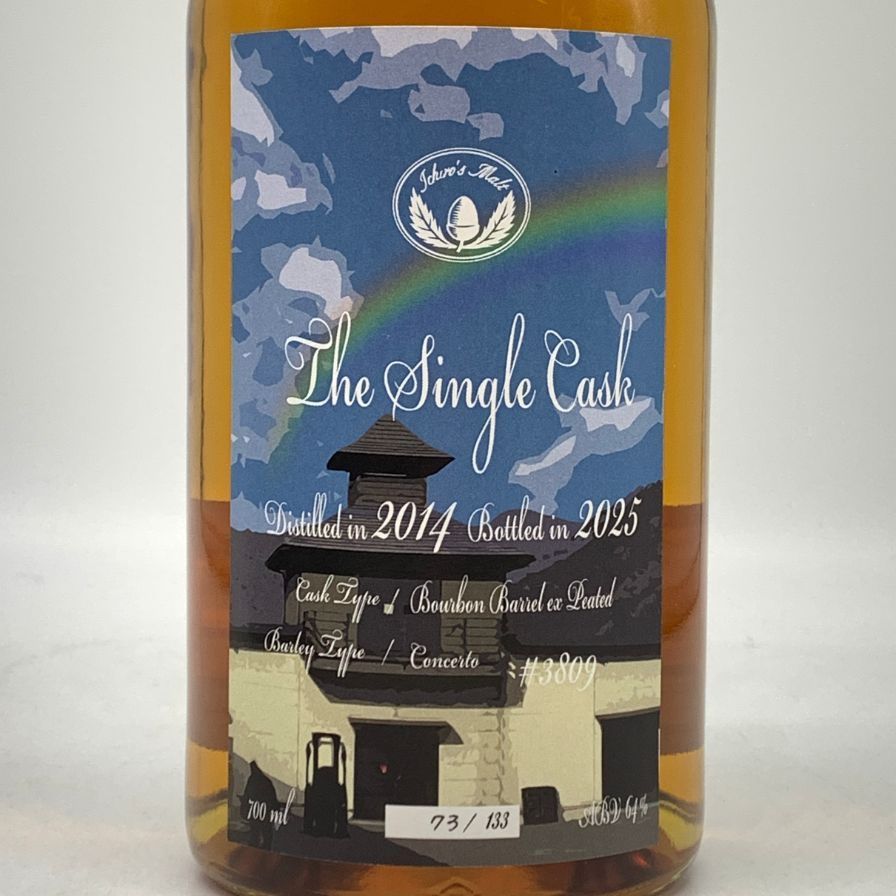 Ichiro's Malt
The Single Cask
Distilled in 2014 Bottled in 2025
Cask Type / Bourbon Barrel ex Peated
Barley Type / Concerto #3809
700 ml 73 / 133 ABV 64%